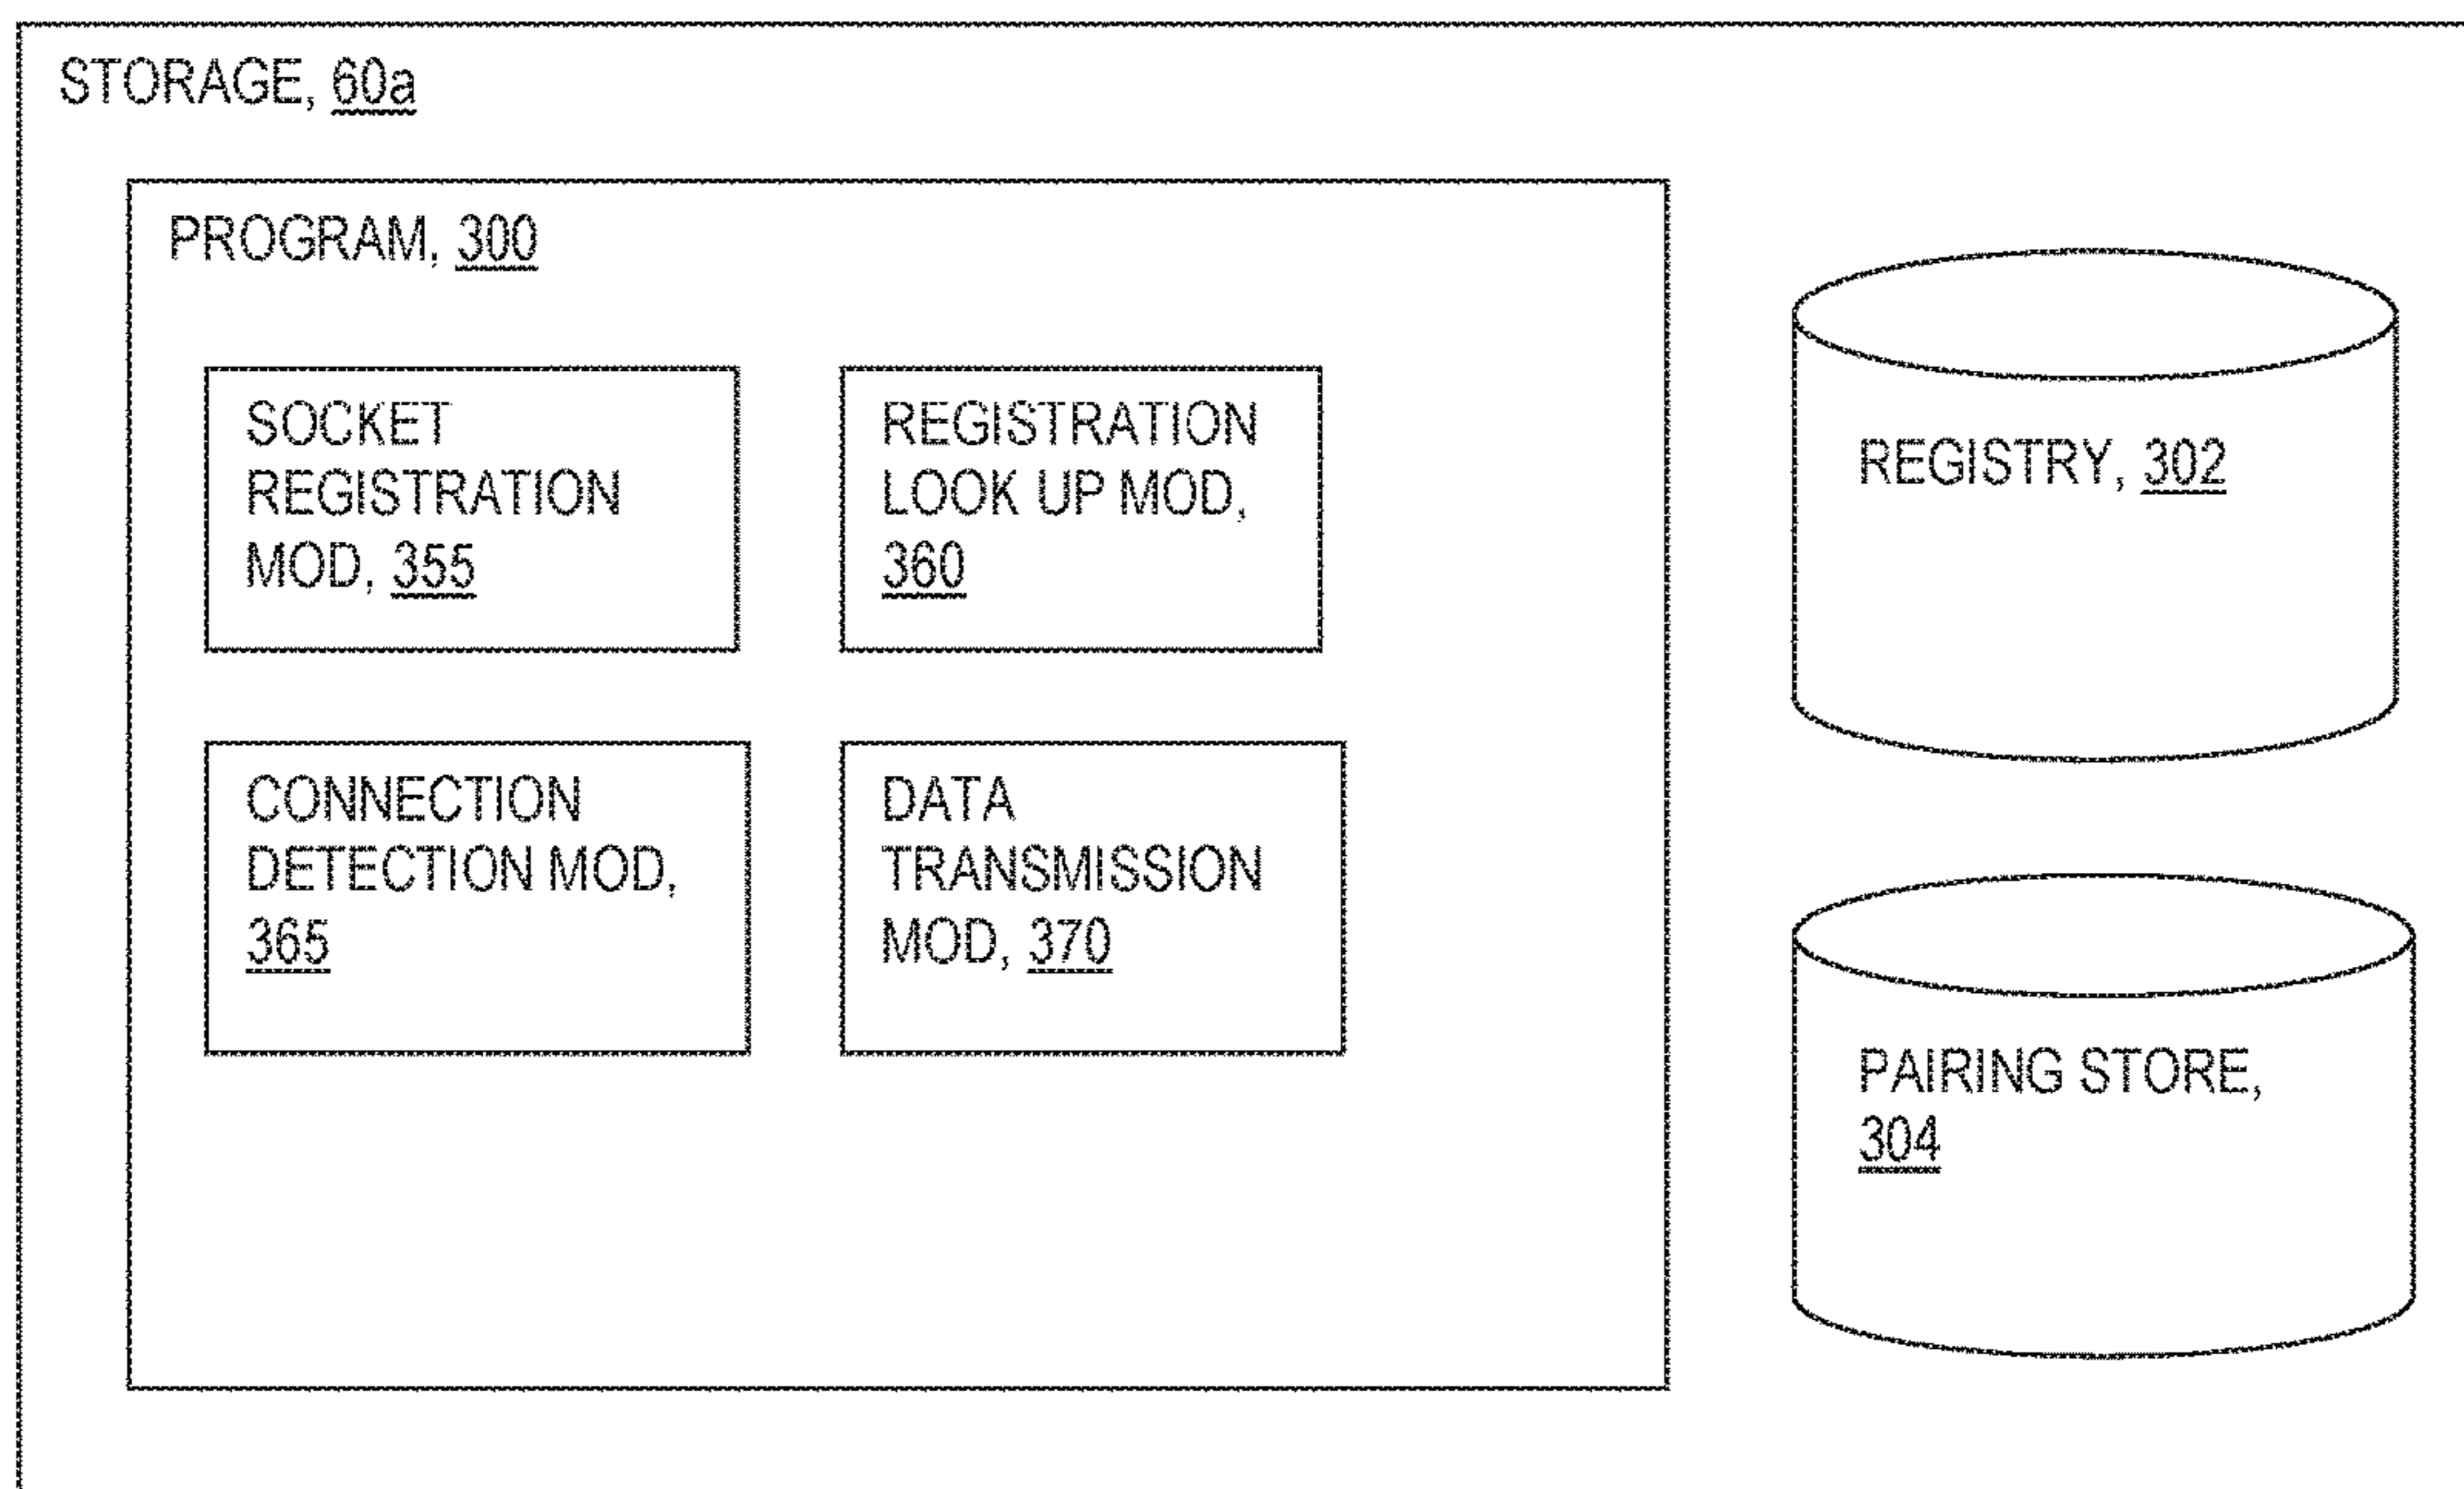 STORAGE, 60a
PROGRAM, 300
SOCKET
REGISTRATION
MOD, 355
REGISTRATION
LOOK UP MOD,
360
CONNECTION
DETECTION MOD,
365
DATA
TRANSMISSION
MOD, 370
REGISTRY, 302
PAIRING STORE,
304